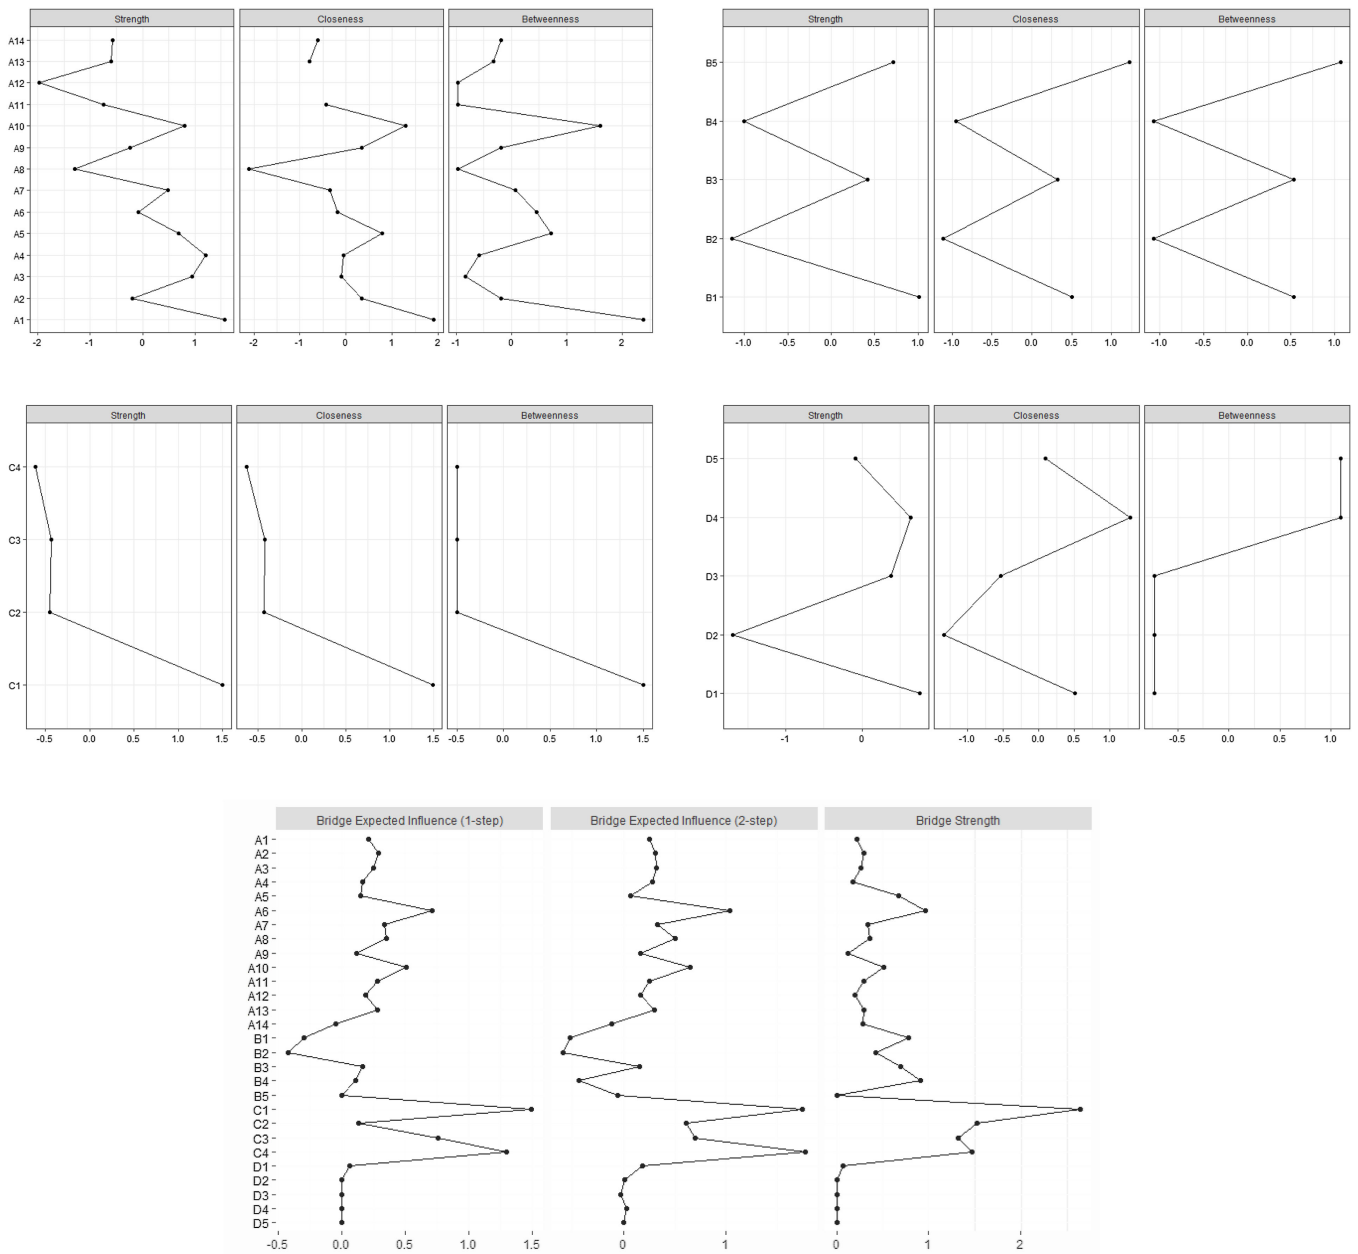 Strength Closeness Betweenness
A14
A13
A12
A11
A10
A9
A8
A7
A6
A5
A4
A3
A2
A1
-2 -1 0 1 -2 -1 0 1 2 -1 0 1 2
Strength Closeness Betweenness
B5
B4
B3
B2
B1
-1.0 -0.5 0.0 0.5 1.0 -1.0 -0.5 0.0 0.5 1.0 -1.0 -0.5 0.0 0.5 1.0
Strength Closeness Betweenness
C4
C3
C2
C1
-0.5 0.0 0.5 1.0 1.5 -0.5 0.0 0.5 1.0 1.5 -0.5 0.0 0.5 1.0 1.5
Strength Closeness Betweenness
D5
D4
D3
D2
D1
-1 0 -1.0 -0.5 0.0 0.5 1.0 -0.5 0.0 0.5 1.0
Bridge Expected Influence (1-step) Bridge Expected Influence (2-step) Bridge Strength
A1
A2
A3
A4
A5
A6
A7
A8
A9
A10
A11
A12
A13
A14
B1
B2
B3
B4
B5
C1
C2
C3
C4
D1
D2
D3
D4
D5
-0.5 0.0 0.5 1.0 1.5 0 1 0 1 2